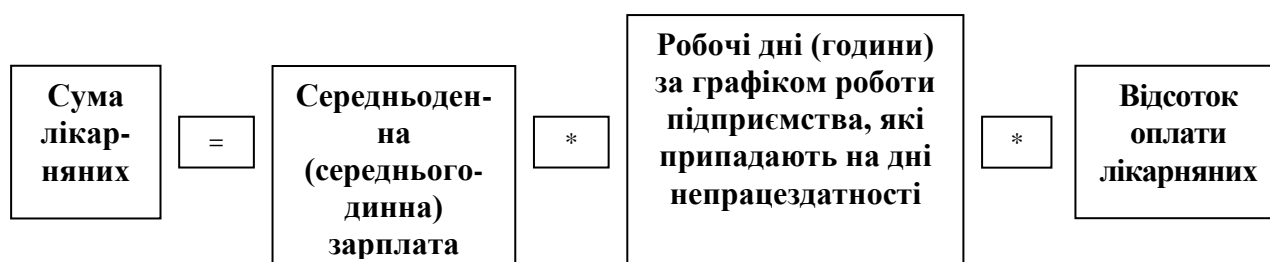 Сума
лікар-
няних
=
Середньоден-
на
(середнього-
динна)
зарплата
*
Робочі дні (години)
за графіком роботи
підприємства, які
припадають на дні
непрацездатності
*
Відсоток
оплати
лікарняних